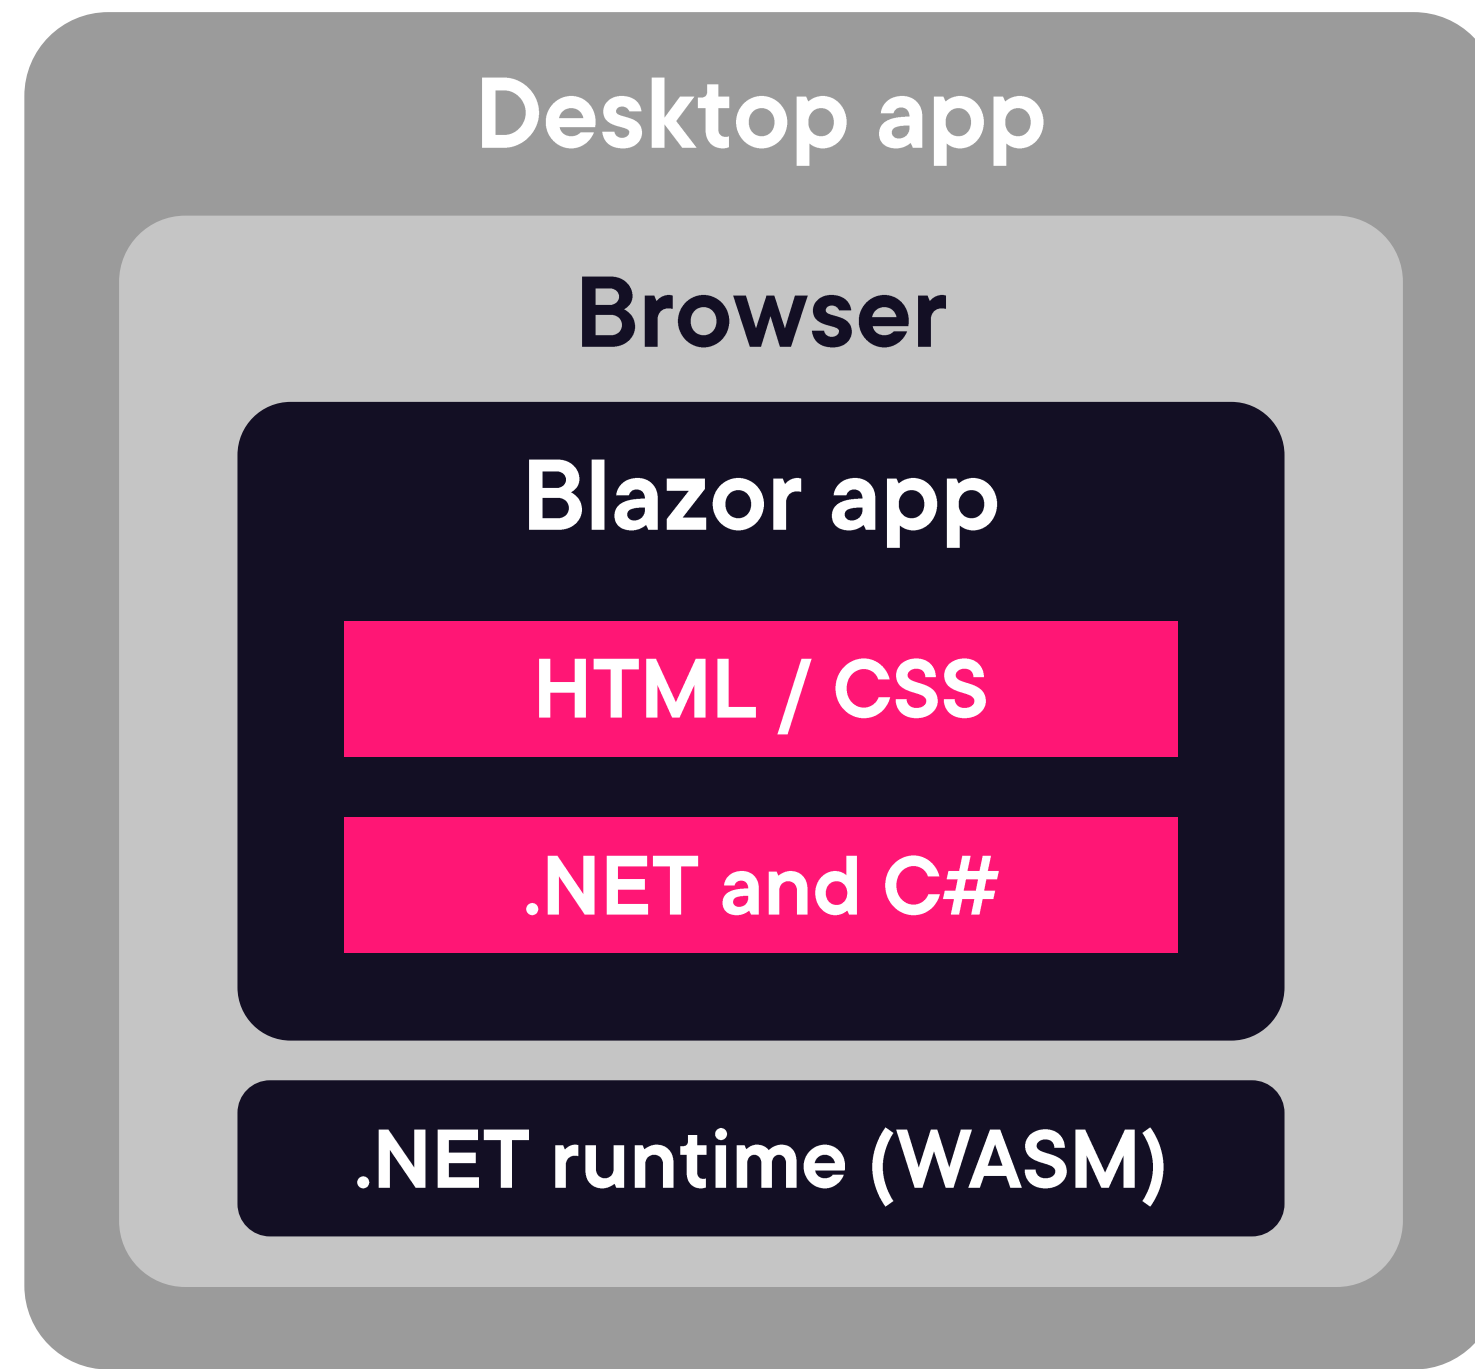 Desktop app
Browser
Blazor app
HTML / CSS
.NET and C#
.NET runtime (WASM)